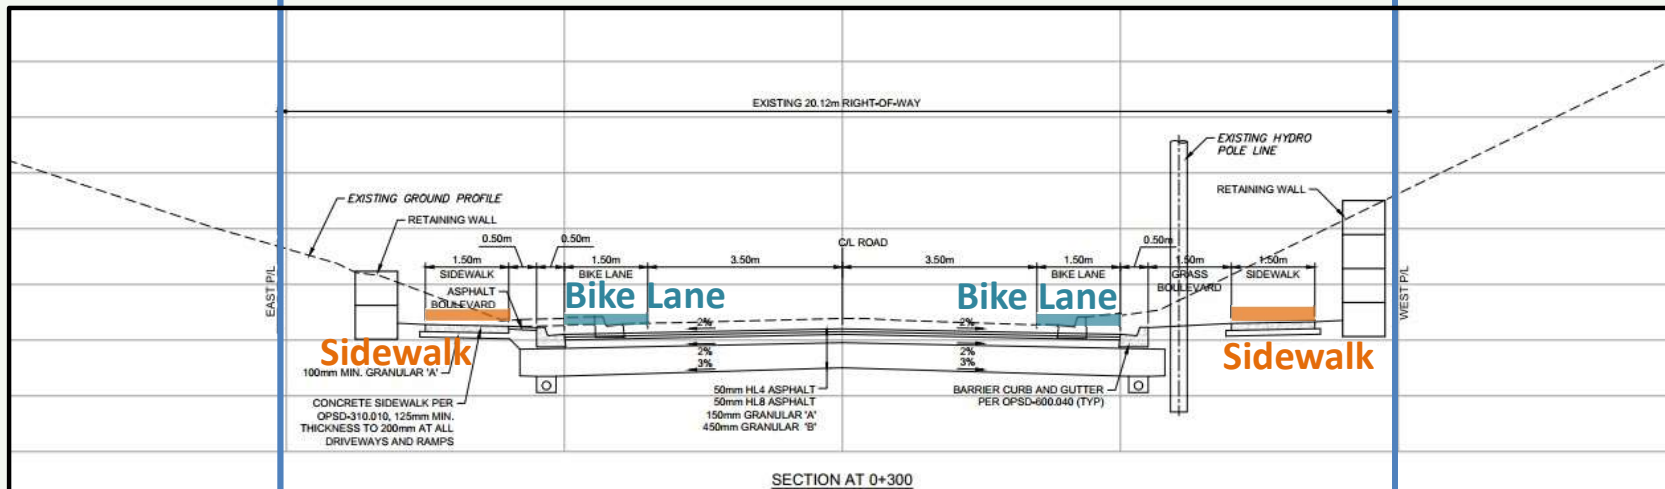 EXISTING 20.12m RIGHT-OF-WAY
EXISTING HYDRO
POLE LINE
EXISTING GROUND PROFILE
RETAINING WALL
RETAINING WALL
C/L ROAD
0.50m
0.50m
0.50m
1.50m
1.50m
3.50m
3.50m
1.50m
1.50m
1.50m
SIDEWALK
BIKE LANE
BIKE LANE
GRASS
BOULEVARD
SIDEWALK
ASPHALT
BOULEVARD
EAST P/L
WEST P/L
Bike Lane
Bike Lane
2%
2%
2%
3%
2%
3%
Sidewalk
Sidewalk
100mm MIN. GRANULAR 'A'
CONCRETE SIDEWALK PER
OPSD-310.010, 125mm MIN.
THICKNESS TO 200mm AT ALL
DRIVEWAYS AND RAMPS
50mm HL4 ASPHALT
50mm HL8 ASPHALT
150mm GRANULAR 'A'
450mm GRANULAR 'B'
BARRIER CURB AND GUTTER
PER OPSD-600.040 (TYP)
SECTION AT 0+300